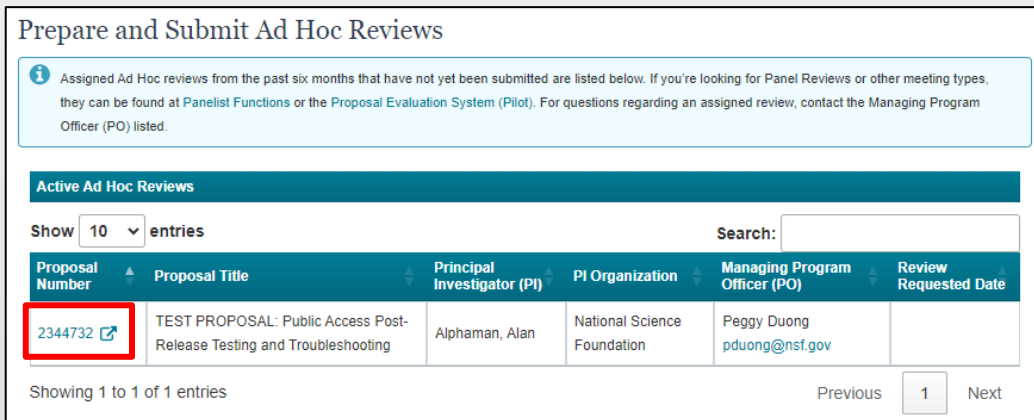 Prepare and Submit Ad Hoc Reviews
Assigned Ad Hoc reviews from the past six months that have not yet been submitted are listed below. If you're looking for Panel Reviews or other meeting types,
they can be found at Panelist Functions or the Proposal Evaluation System (Pilot). For questions regarding an assigned review, contact the Managing Program
Officer (PO) listed.
Active Ad Hoc Reviews
Show 10 entries
Search:
Proposal Number
Proposal Title
Principal Investigator (PI)
PI Organization
Managing Program Officer (PO)
Review Requested Date
2344732
TEST PROPOSAL: Public Access Post-
Release Testing and Troubleshooting
Alphaman, Alan
National Science
Foundation
Peggy Duong
pduong@nsf.gov
Showing 1 to 1 of 1 entries
Previous 1 Next